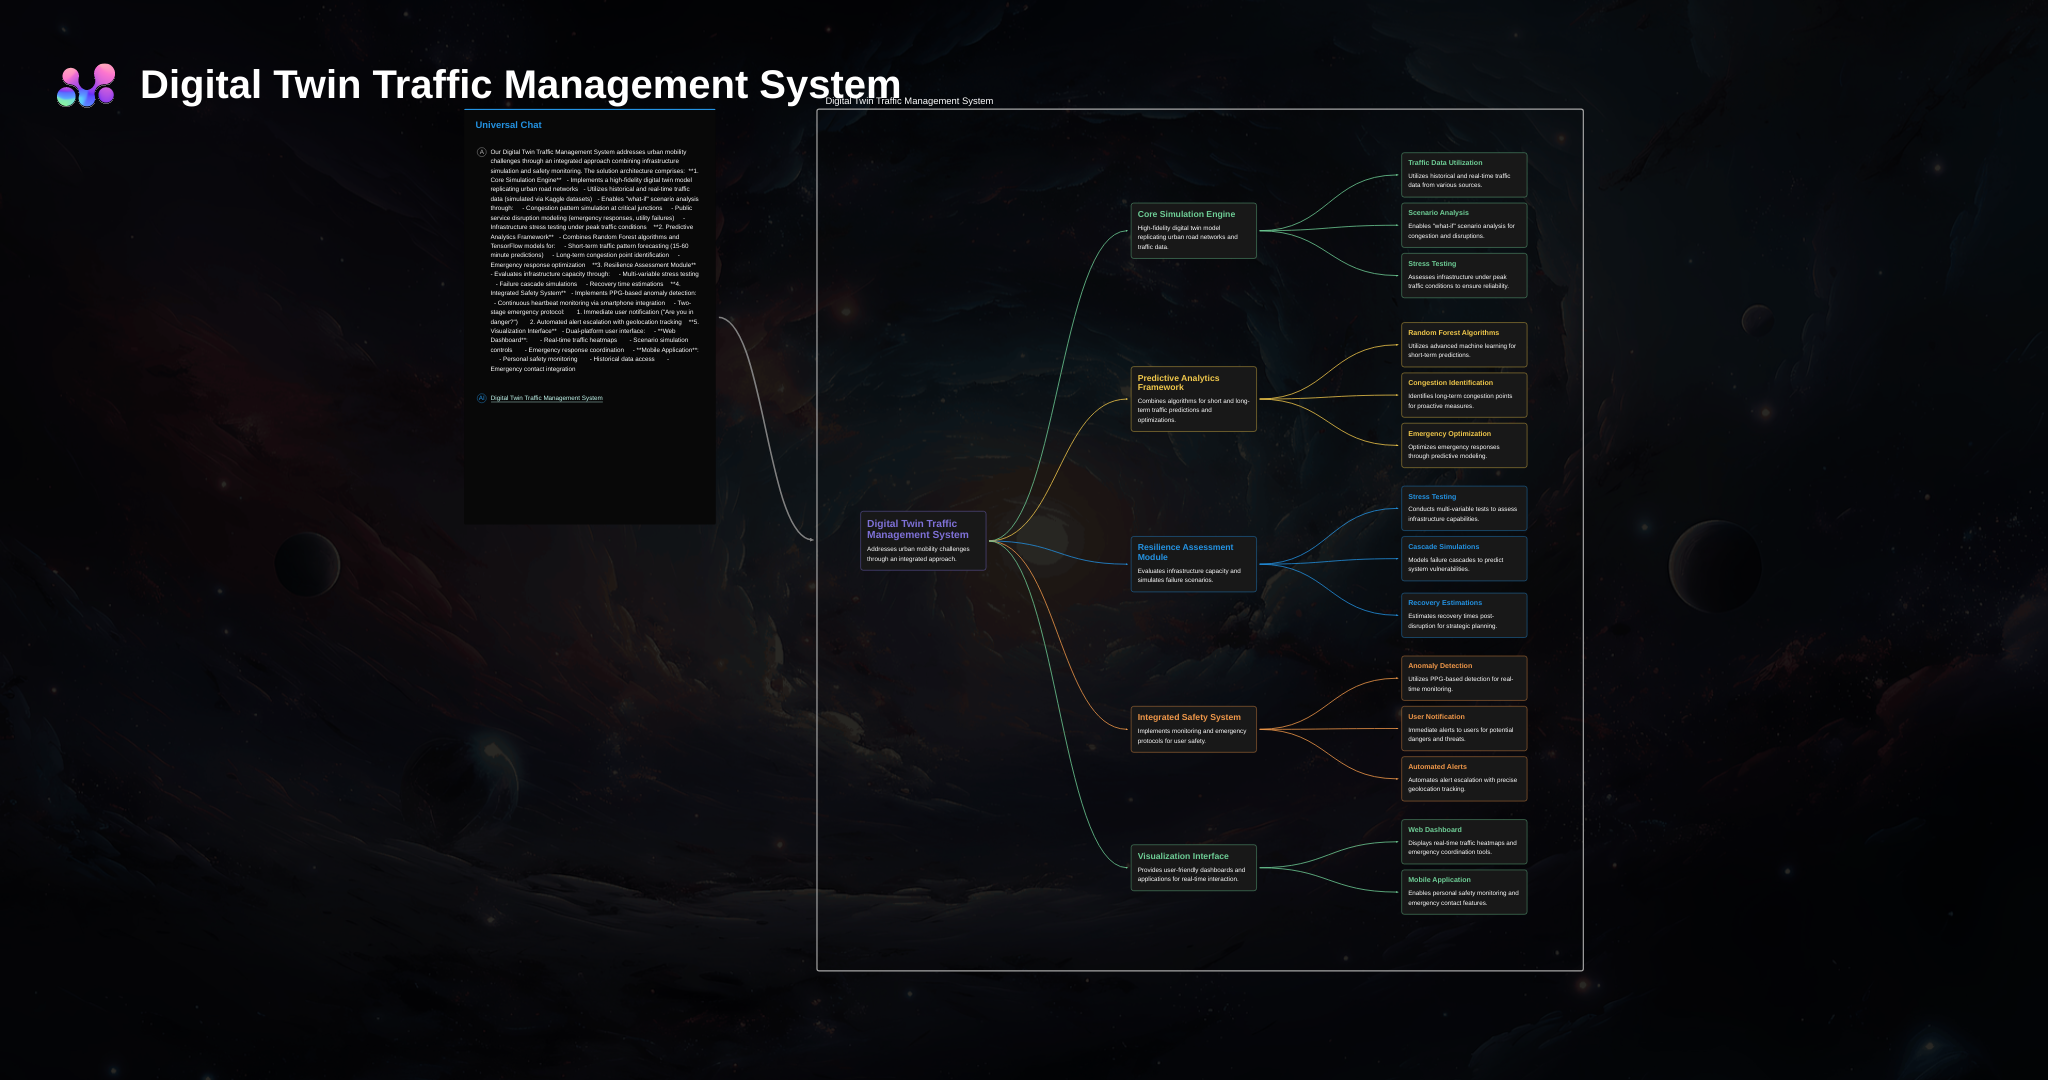 Digital Twin Traffic Management System
Universal Chat
A
Our Digital Twin Traffic Management System addresses urban mobility
challenges through an integrated approach combining infrastructure
simulation and safety monitoring. The solution architecture comprises: **1.
Core Simulation Engine** - Implements a high-fidelity digital twin model
replicating urban road networks - Utilizes historical and real-time traffic
data (simulated via Kaggle datasets) - Enables "what-if" scenario analysis
through: - Congestion pattern simulation at critical junctions - Public
service disruption modeling (emergency responses, utility failures) -
Infrastructure stress testing under peak traffic conditions **2. Predictive
Analytics Framework** - Combines Random Forest algorithms and
TensorFlow models for: - Short-term traffic pattern forecasting (15-60
minute predictions) - Long-term congestion point identification -
Emergency response optimization **3. Resilience Assessment Module**
- Evaluates infrastructure capacity through: - Multi-variable stress testing
- Failure cascade simulations - Recovery time estimations **4.
Integrated Safety System** - Implements PPG-based anomaly detection:
- Continuous heartbeat monitoring via smartphone integration - Two-
stage emergency protocol: 1. Immediate user notification ("Are you in
danger?") 2. Automated alert escalation with geolocation tracking **5.
Visualization Interface** - Dual-platform user interface: - **Web
Dashboard**: - Real-time traffic heatmaps - Scenario simulation
controls - Emergency response coordination - **Mobile Application**:
- Personal safety monitoring - Historical data access -
Emergency contact integration
AI
Digital Twin Traffic Management System
Digital Twin Traffic Management System
Digital Twin Traffic
Management System
Addresses urban mobility challenges
through an integrated approach.
Core Simulation Engine
High-fidelity digital twin model
replicating urban road networks and
traffic data.
Traffic Data Utilization
Utilizes historical and real-time traffic
data from various sources.
Scenario Analysis
Enables "what-if" scenario analysis for
congestion and disruptions.
Stress Testing
Assesses infrastructure under peak
traffic conditions to ensure reliability.
Predictive Analytics
Framework
Combines algorithms for short and long-
term traffic predictions and
optimizations.
Random Forest Algorithms
Utilizes advanced machine learning for
short-term predictions.
Congestion Identification
Identifies long-term congestion points
for proactive measures.
Emergency Optimization
Optimizes emergency responses
through predictive modeling.
Resilience Assessment
Module
Evaluates infrastructure capacity and
simulates failure scenarios.
Stress Testing
Conducts multi-variable tests to assess
infrastructure capabilities.
Cascade Simulations
Models failure cascades to predict
system vulnerabilities.
Recovery Estimations
Estimates recovery times post-
disruption for strategic planning.
Integrated Safety System
Implements monitoring and emergency
protocols for user safety.
Anomaly Detection
Utilizes PPG-based detection for real-
time monitoring.
User Notification
Immediate alerts to users for potential
dangers and threats.
Automated Alerts
Automates alert escalation with precise
geolocation tracking.
Visualization Interface
Provides user-friendly dashboards and
applications for real-time interaction.
Web Dashboard
Displays real-time traffic heatmaps and
emergency coordination tools.
Mobile Application
Enables personal safety monitoring and
emergency contact features.